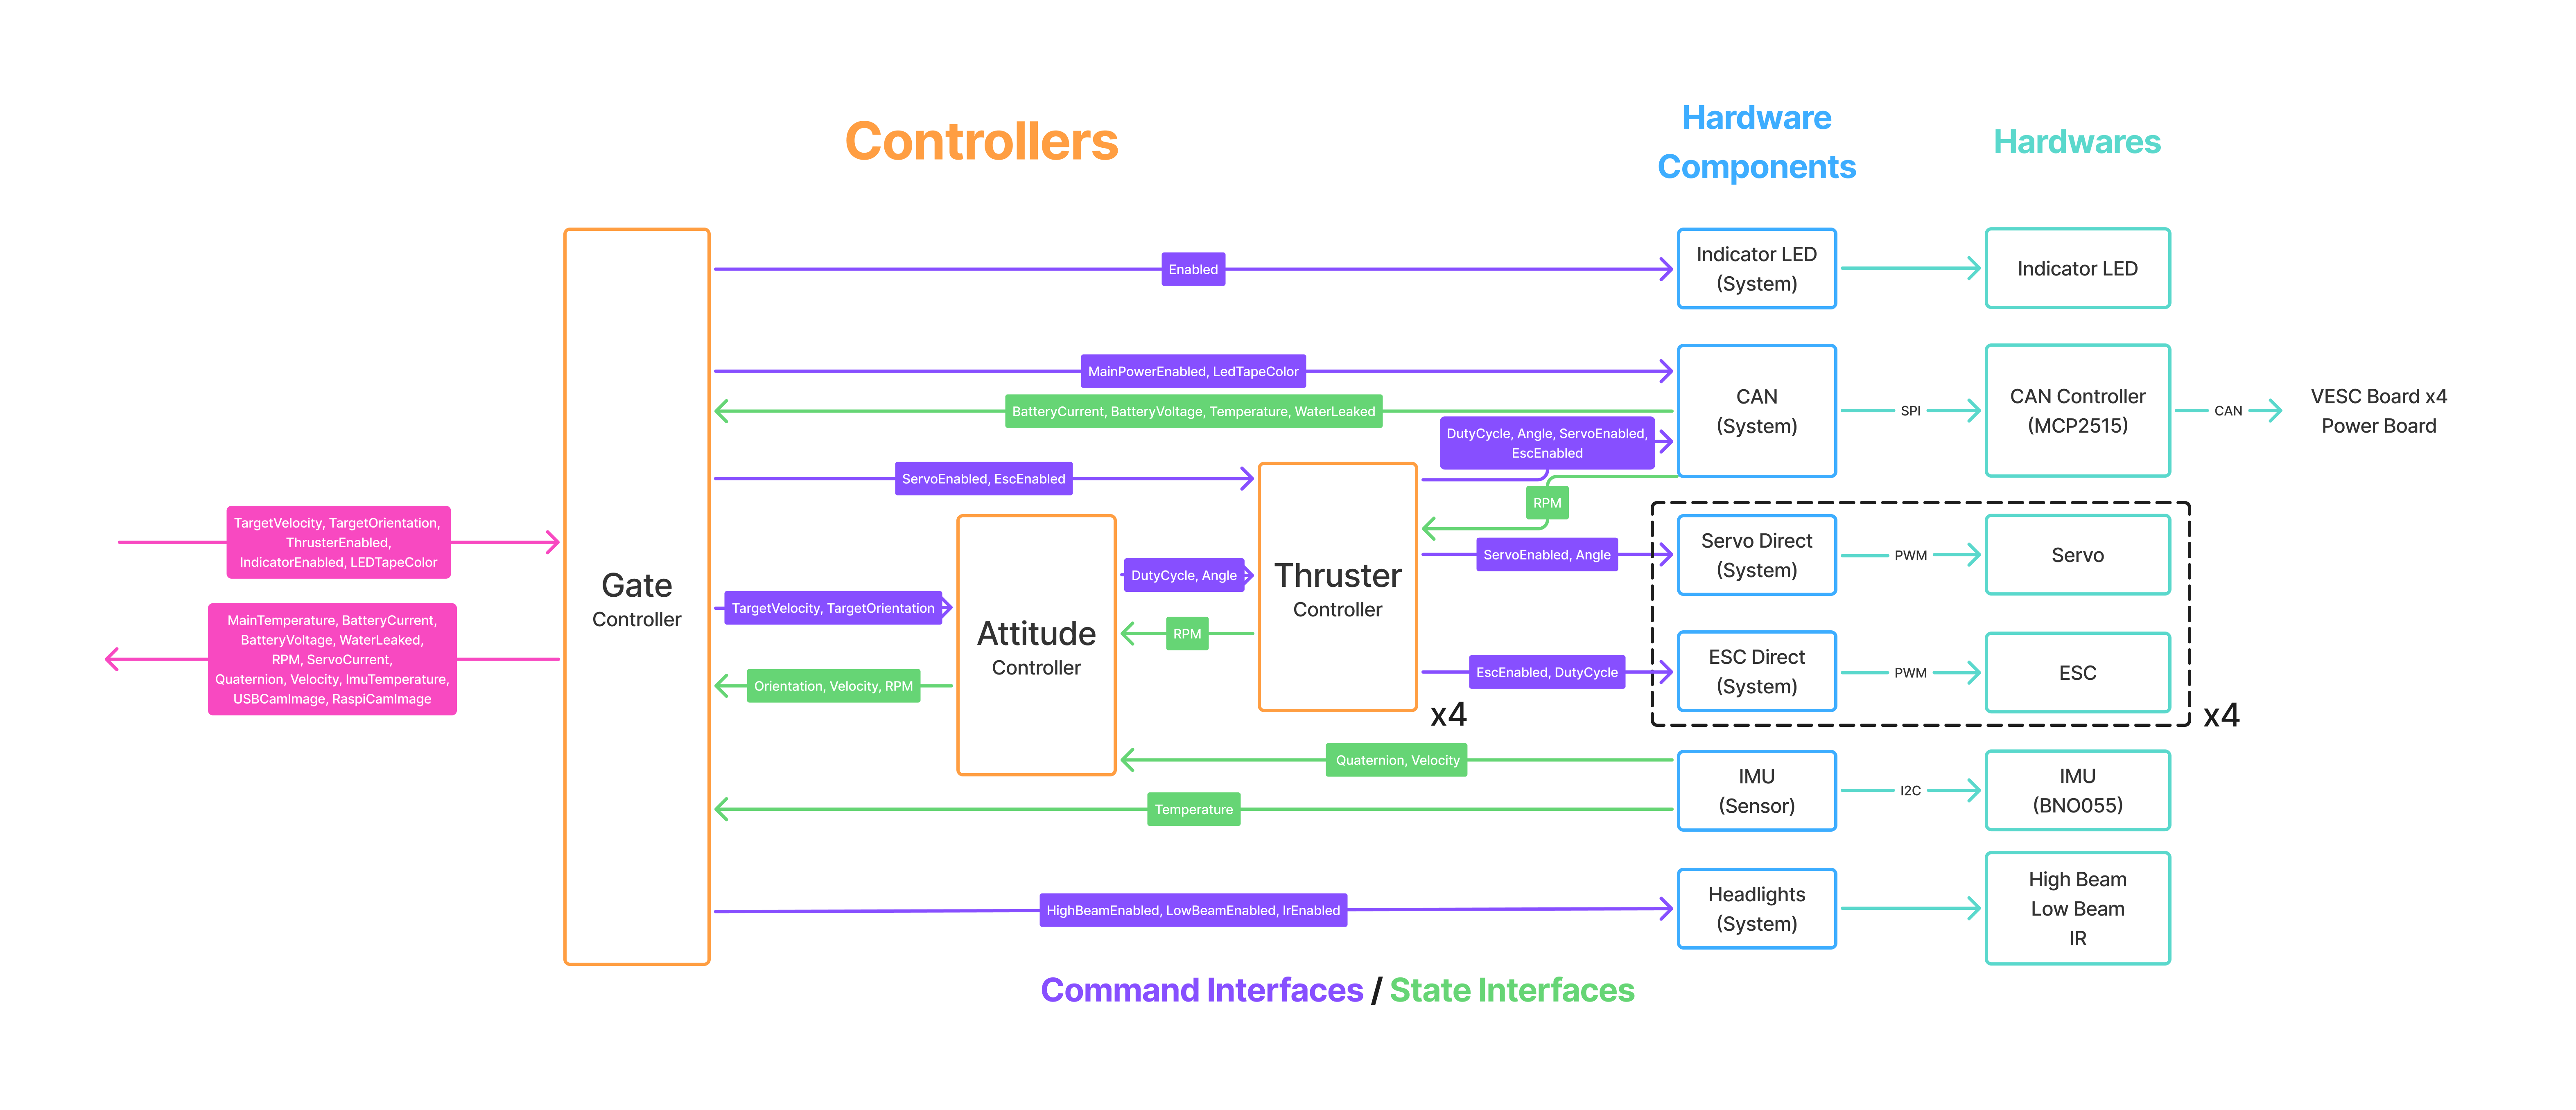 Controllers
Hardware
Components
Hardwares
Enabled
Indicator LED
(System)
Indicator LED
MainPowerEnabled, LedTapeColor
BatteryCurrent, BatteryVoltage, Temperature, WaterLeaked
CAN
(System)
SPI
CAN Controller
(MCP2515)
CAN
VESC Board x4
Power Board
DutyCycle, Angle, ServoEnabled,
EscEnabled
ServoEnabled, EscEnabled
RPM
TargetVelocity, TargetOrientation,
ThrusterEnabled,
IndicatorEnabled, LEDTapeColor
MainTemperature, BatteryCurrent,
BatteryVoltage, WaterLeaked,
RPM, ServoCurrent,
Quaternion, Velocity, ImuTemperature,
USBCamImage, RaspiCamImage
Gate
Controller
TargetVelocity, TargetOrientation
Orientation, Velocity, RPM
Attitude
Controller
DutyCycle, Angle
RPM
Thruster
Controller
x4
ServoEnabled, Angle
Servo Direct
(System)
PWM
Servo
EscEnabled, DutyCycle
ESC Direct
(System)
PWM
ESC
x4
Quaternion, Velocity
Temperature
IMU
(Sensor)
I2C
IMU
(BNO055)
HighBeamEnabled, LowBeamEnabled, IrEnabled
Headlights
(System)
High Beam
Low Beam
IR
Command Interfaces / State Interfaces